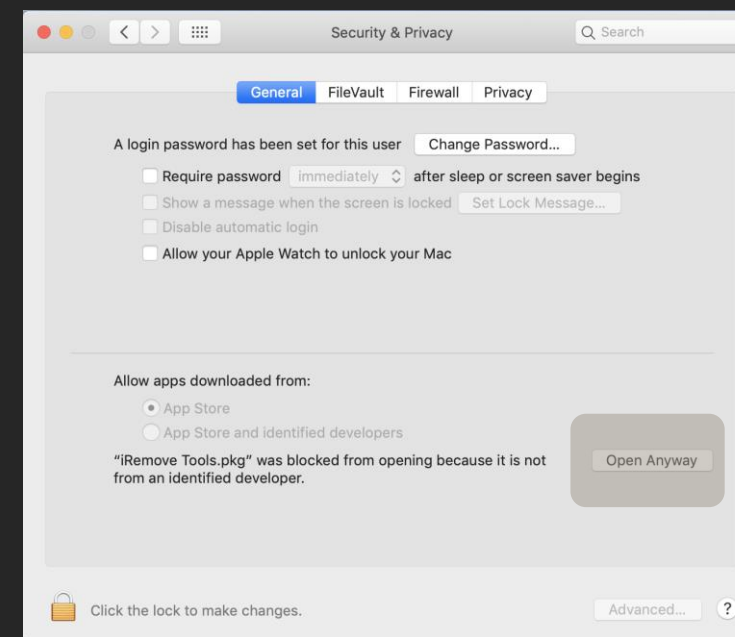 Security & Privacy
Search
General FileVault Firewall Privacy
A login password has been set for this user Change Password...
Require password immediately after sleep or screen saver begins
Show a message when the screen is locked Set Lock Message...
Disable automatic login
Allow your Apple Watch to unlock your Mac
Allow apps downloaded from:
App Store
App Store and identified developers
“iRemove Tools.pkg” was blocked from opening because it is not
from an identified developer.
Open Anyway
Click the lock to make changes.
Advanced... ?